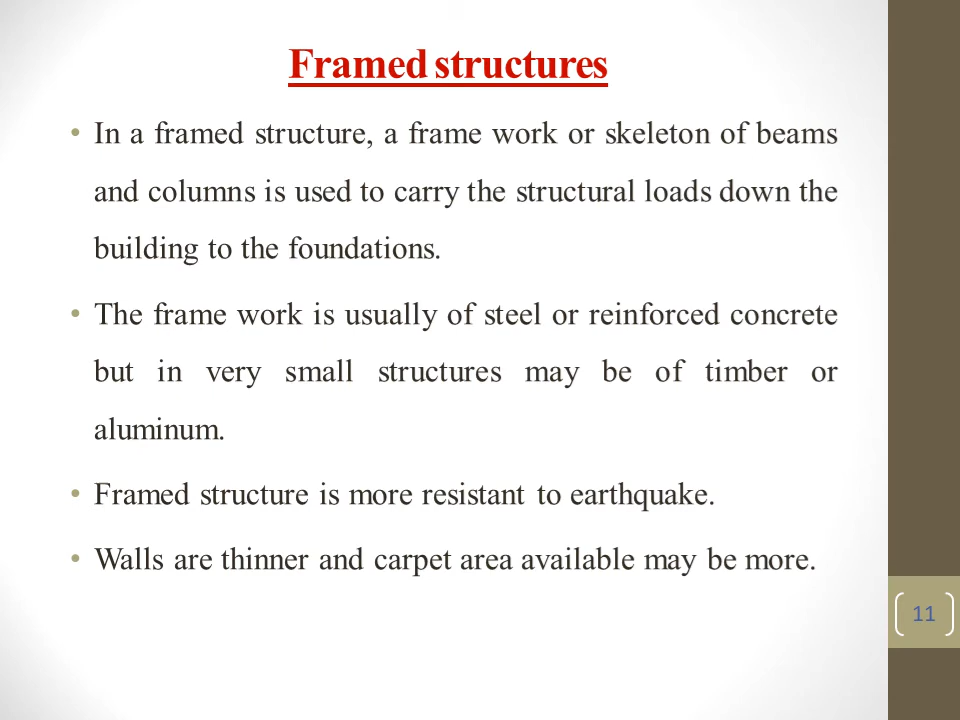 Framed structures
• In a framed structure, a frame work or skeleton of beams
and columns is used to carry the structural loads down the
building to the foundations.
• The frame work is usually of steel or reinforced concrete
but in very small structures may be of timber or
aluminum.
• Framed structure is more resistant to earthquake.
• Walls are thinner and carpet area available may be more.
11